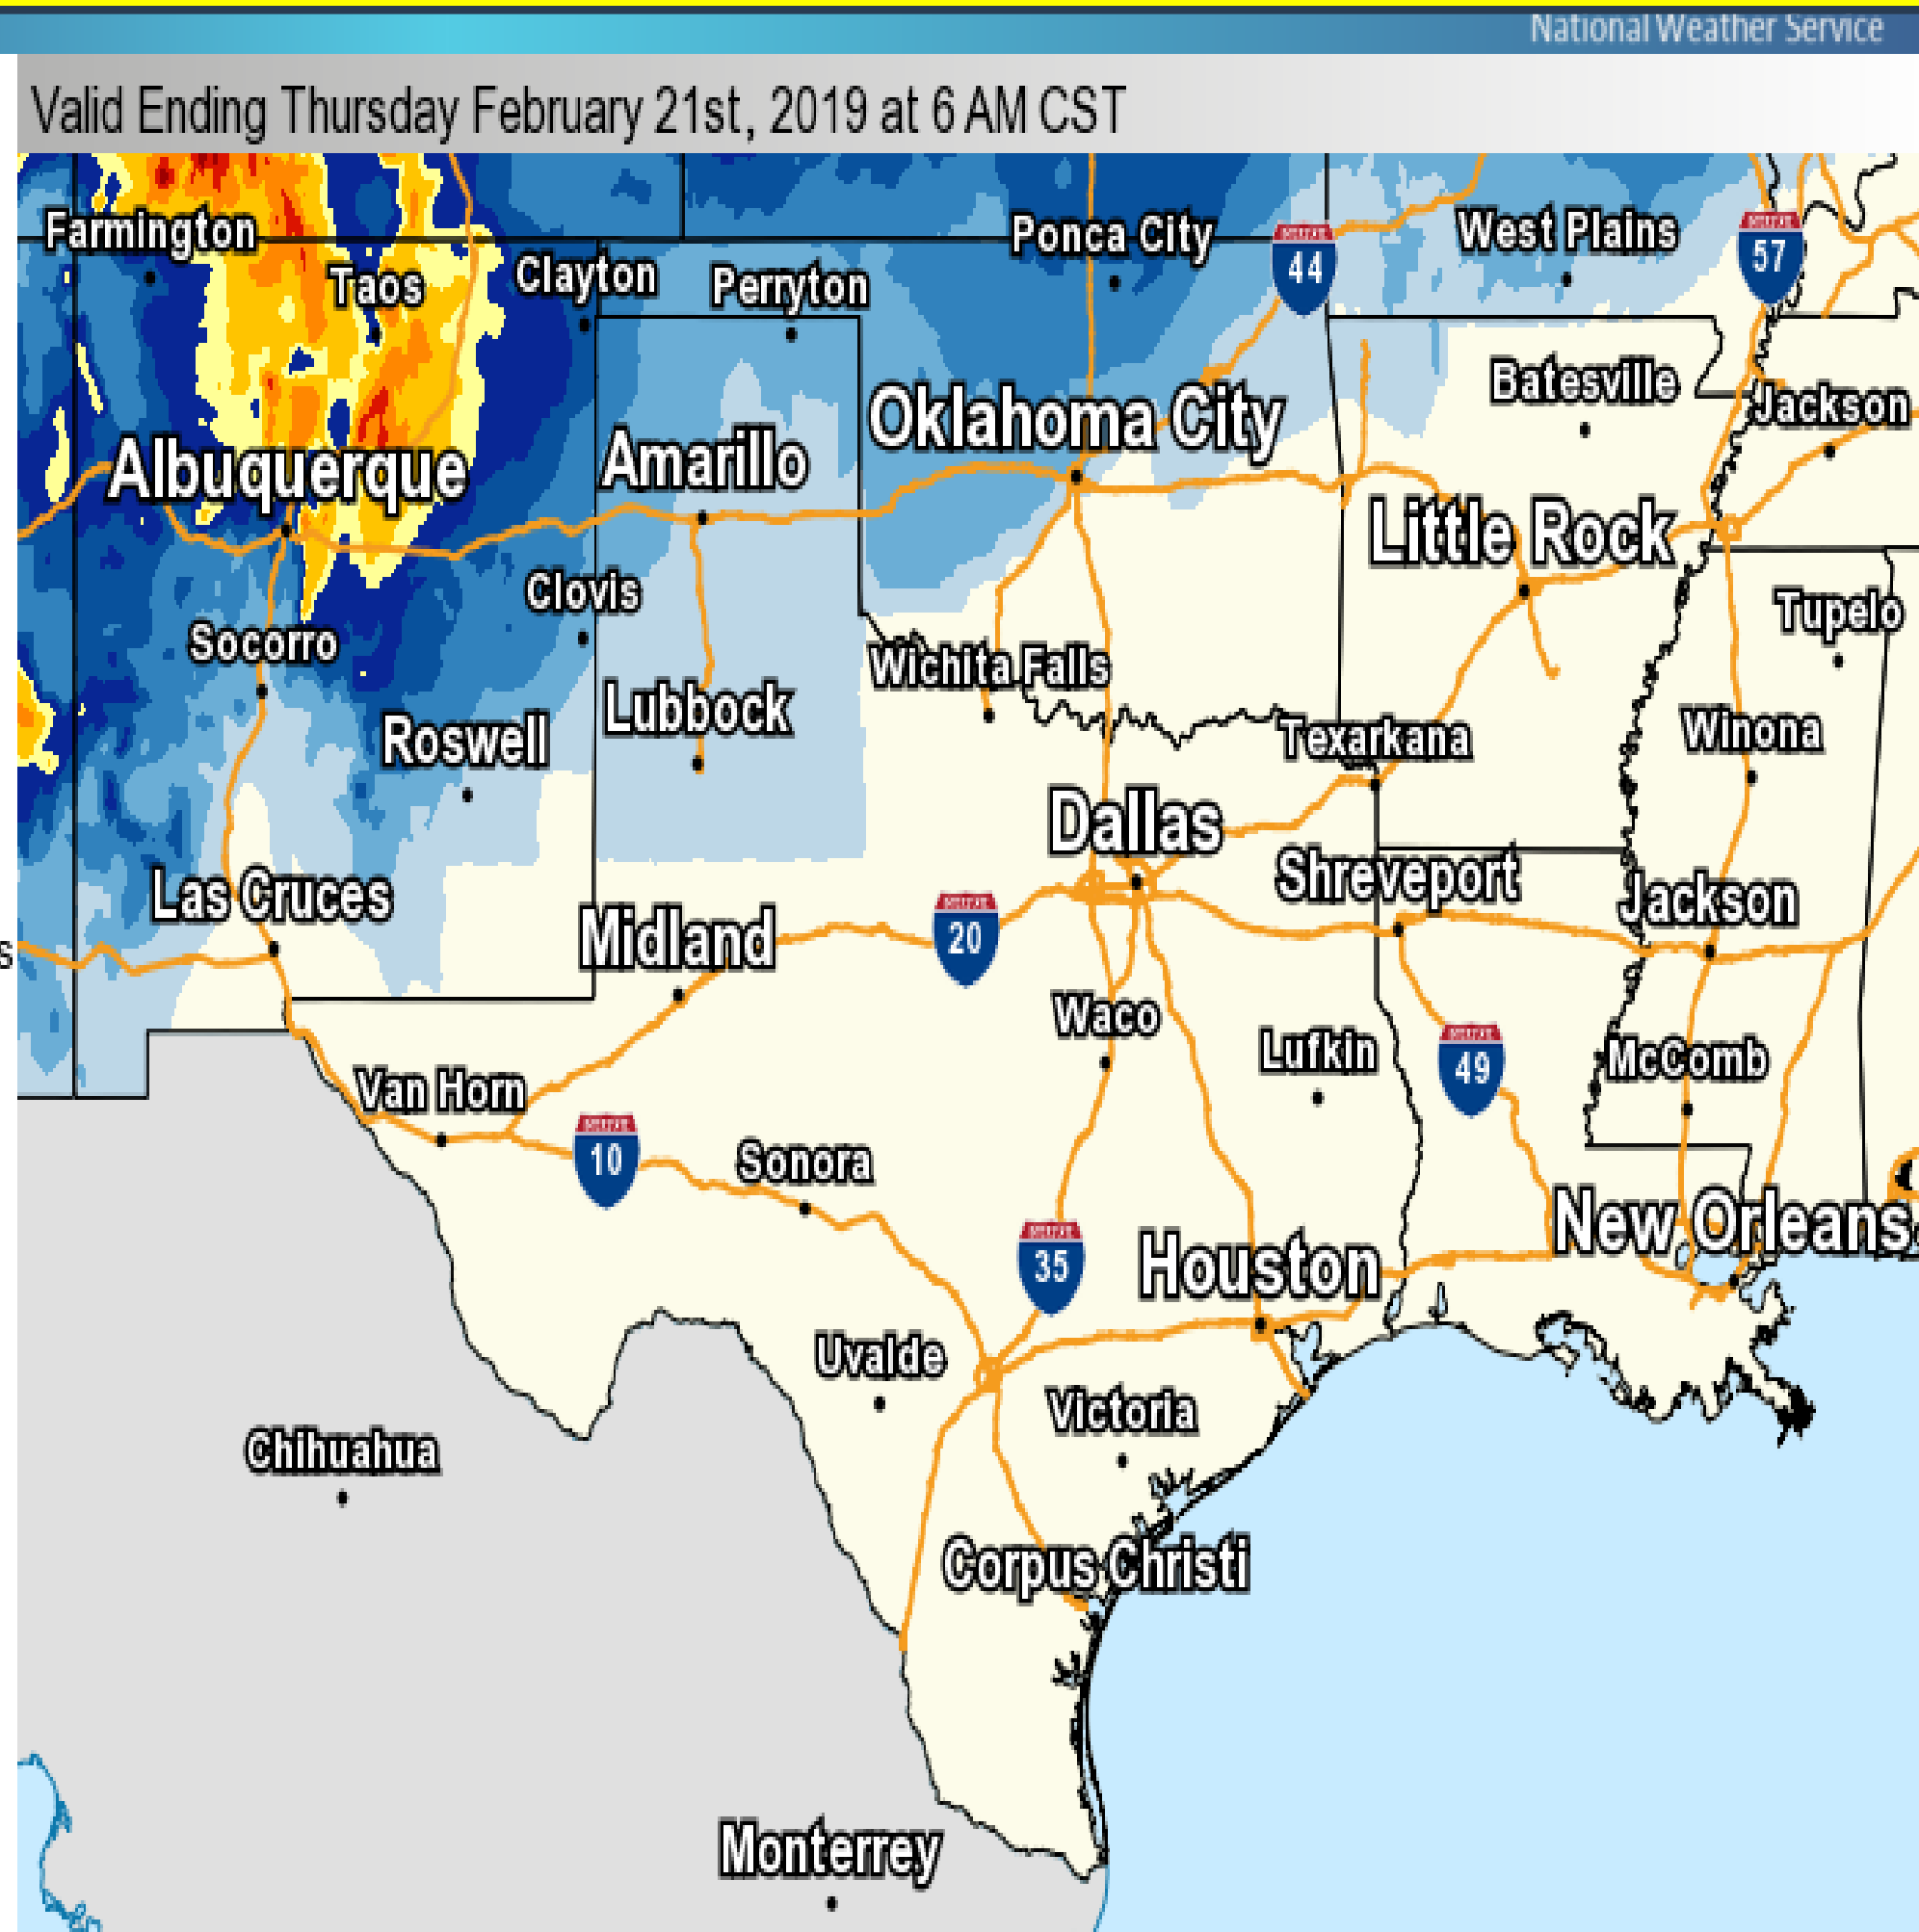 National Weather Service
Valid Ending Thursday February 21st, 2019 at 6 AM CST
Farmington
Ponca City
West Plains
44
57
Taos
Clayton
Perryton
Batesville
Jackson
Oklahoma City
Albuquerque
Amarillo
Little Rock
Clovis
Tupelo
Socorro
Wichita Falls
Lubbock
Roswell
Texarkana
Winona
Dallas
Shreveport
Las Cruces
Jackson
Midland
20
s
Waco
Lufkin
49
McComb
Van Horn
10
Sonora
New Orleans
35
Houston
Uvalde
Victoria
Chihuahua
Corpus Christi
Monterrey